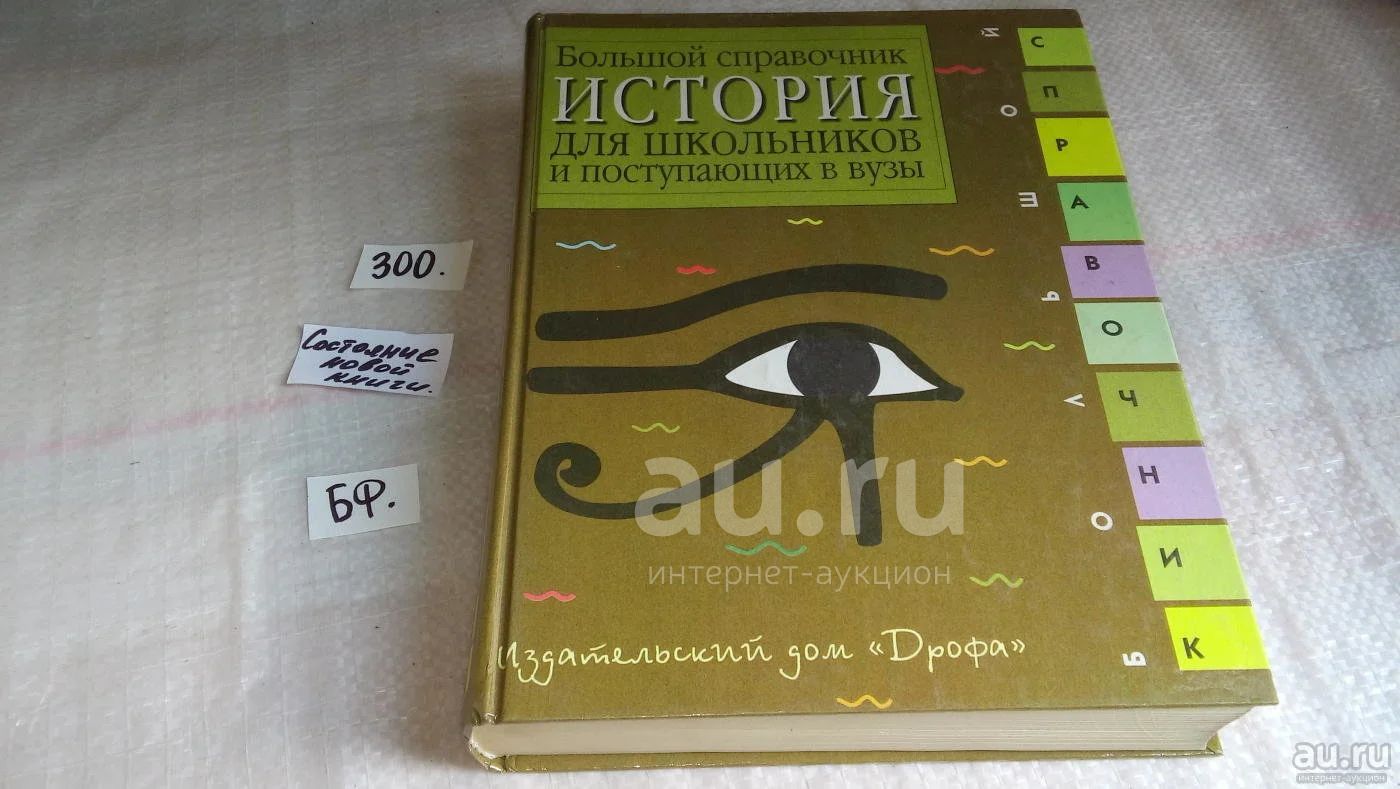 Большой справочник
ИСТОРИЯ
для школьников
и поступающих в вузы
БОЛЬШОЙ
СПРАВОЧНИК
300.
Состояние
новой
книги.
БФ.
au.ru
интернет-аукцион
Издательский дом «Дрофа»
au.ru
интернет-аукцион